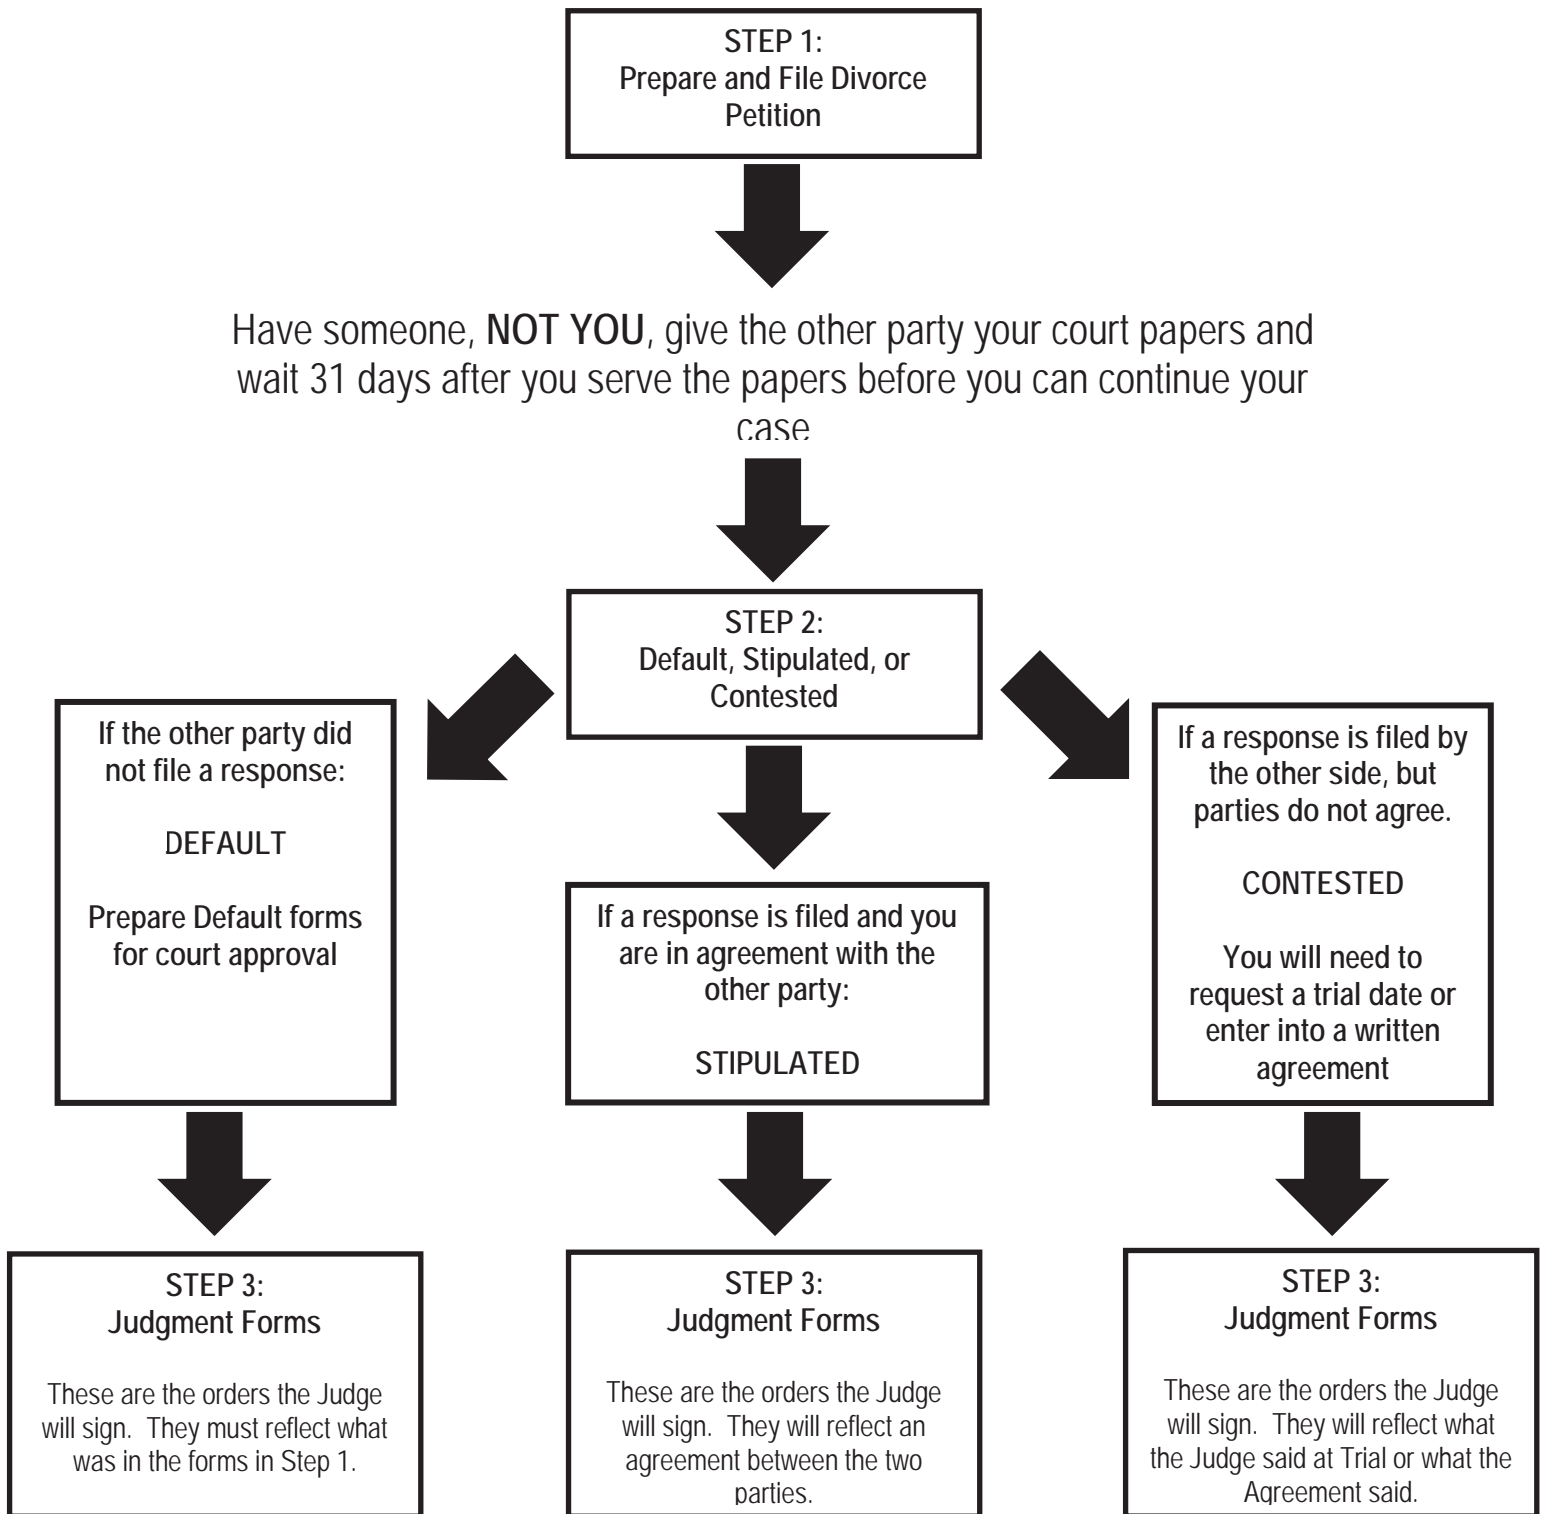 STEP 1:
Prepare and File Divorce
Petition
Have someone, NOT YOU, give the other party your court papers and
wait 31 days after you serve the papers before you can continue your
case
STEP 2:
Default, Stipulated, or
Contested
If the other party did
not file a response:
DEFAULT
Prepare Default forms
for court approval
If a response is filed and you
are in agreement with the
other party:
STIPULATED
If a response is filed by
the other side, but
parties do not agree.
CONTESTED
You will need to
request a trial date or
enter into a written
agreement
STEP 3:
Judgment Forms
These are the orders the Judge
will sign. They must reflect what
was in the forms in Step 1.
STEP 3:
Judgment Forms
These are the orders the Judge
will sign. They will reflect an
agreement between the two
parties.
STEP 3:
Judgment Forms
These are the orders the Judge
will sign. They will reflect what
the Judge said at Trial or what the
Agreement said.